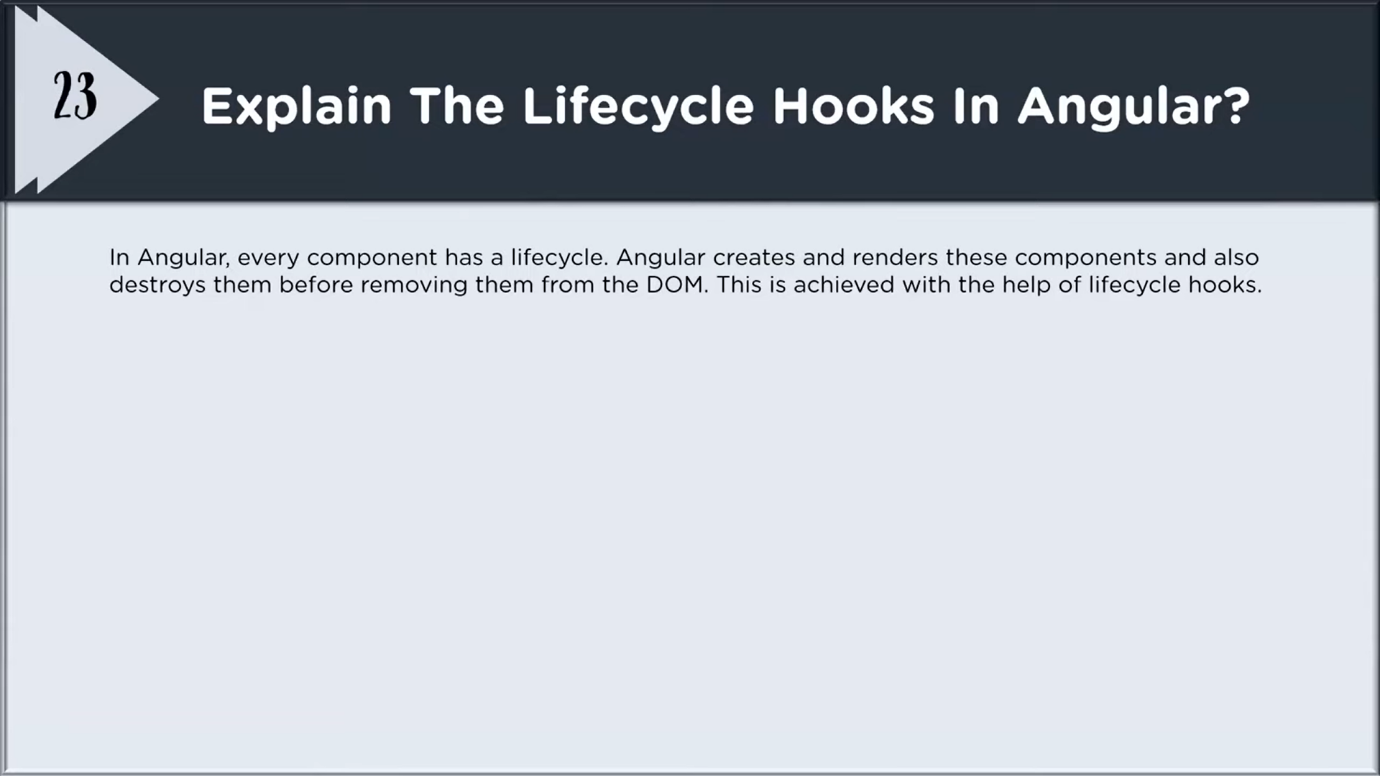 23
Explain The Lifecycle Hooks In Angular?
In Angular, every component has a lifecycle. Angular creates and renders these components and also
destroys them before removing them from the DOM. This is achieved with the help of lifecycle hooks.